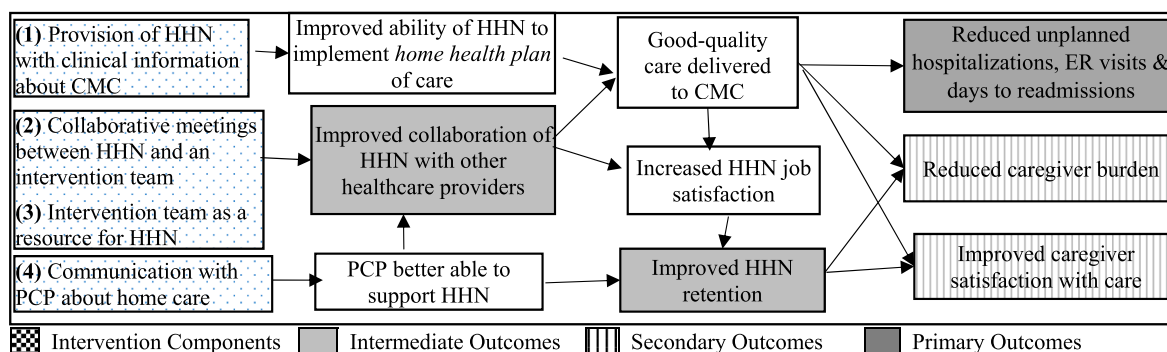 (1) Provision of HHN
with clinical information
about CMC
(2) Collaborative meetings
between HHN and an
intervention team
(3) Intervention team as a
resource for HHN
(4) Communication with
PCP about home care
Improved ability of HHN to
implement home health plan
of care
Improved collaboration of
HHN with other
healthcare providers
PCP better able to
support HHN
Good-quality
care delivered
to CMC
Increased HHN job
satisfaction
Improved HHN
retention
Reduced unplanned
hospitalizations, ER visits &
days to readmissions
Reduced caregiver burden
Improved caregiver
satisfaction with care
Intervention Components
Intermediate Outcomes
Secondary Outcomes
Primary Outcomes